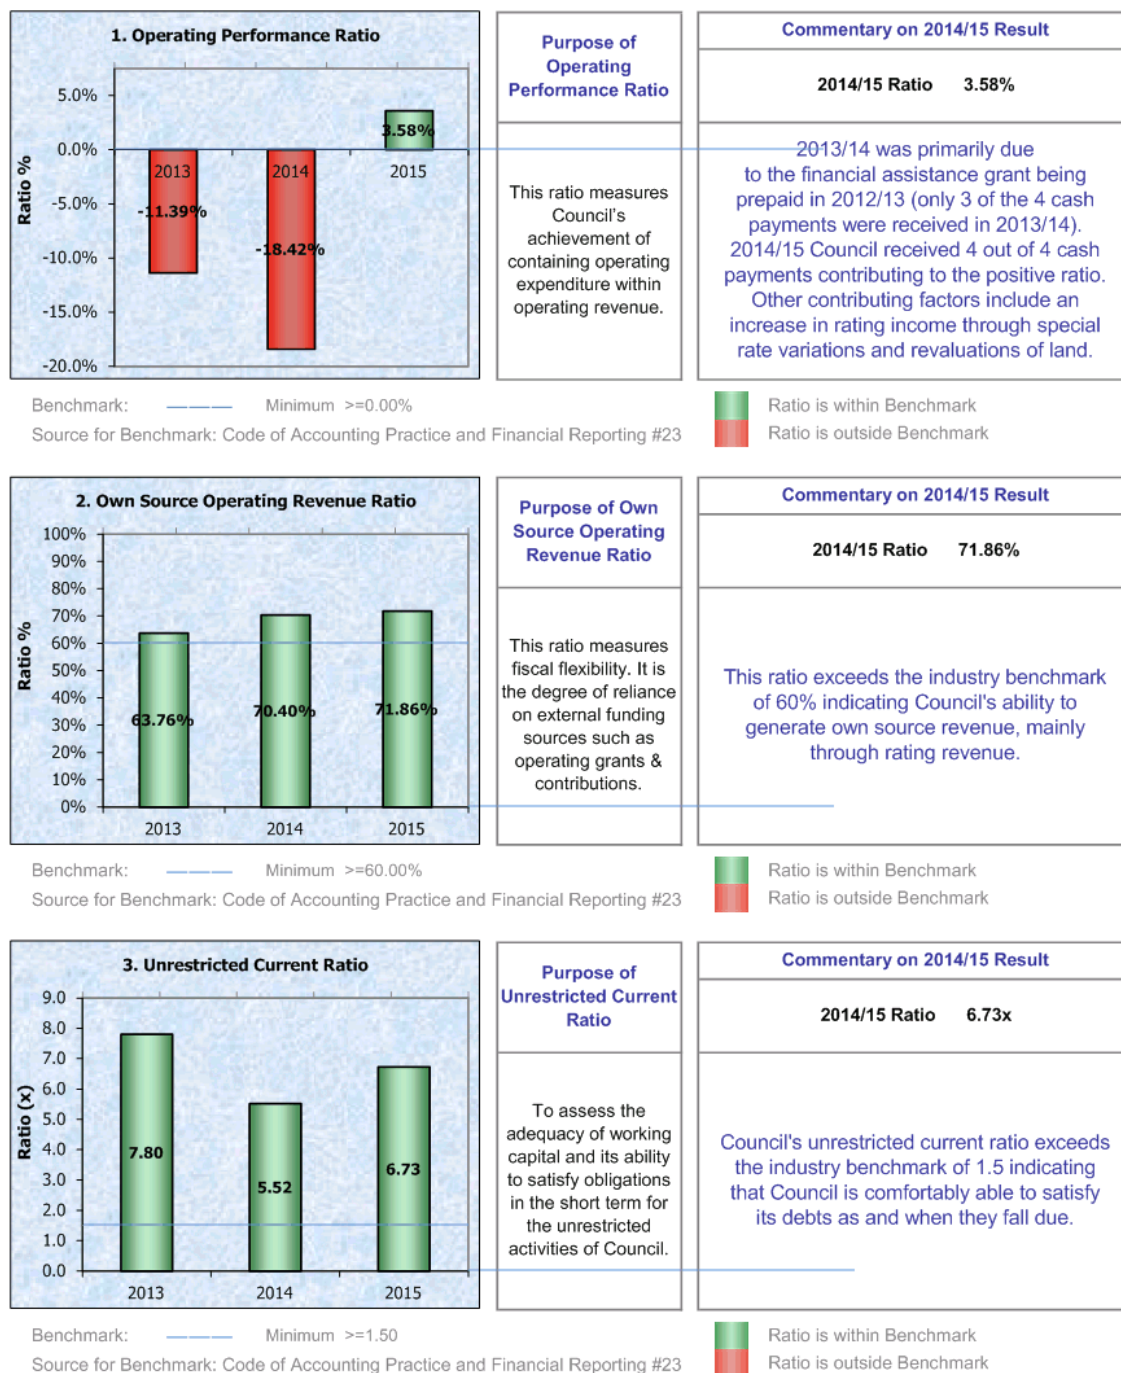 1. Operating Performance Ratio
Ratio %
5.0%
0.0%
-5.0%
-10.0%
-15.0%
-20.0%
2013
2014
2015
-11.39%
-18.42%
3.58%
Purpose of
Operating
Performance Ratio
This ratio measures
Council's
achievement of
containing operating
expenditure within
operating revenue.
Commentary on 2014/15 Result
2014/15 Ratio 3.58%
2013/14 was primarily due
to the financial assistance grant being
prepaid in 2012/13 (only 3 of the 4 cash
payments were received in 2013/14).
2014/15 Council received 4 out of 4 cash
payments contributing to the positive ratio.
Other contributing factors include an
increase in rating income through special
rate variations and revaluations of land.
Benchmark: Minimum >=0.00%
Source for Benchmark: Code of Accounting Practice and Financial Reporting #23
Ratio is within Benchmark
Ratio is outside Benchmark
2. Own Source Operating Revenue Ratio
Ratio %
100%
90%
80%
70%
60%
50%
40%
30%
20%
10%
0%
63.76%
70.40%
71.86%
2013
2014
2015
Purpose of Own
Source Operating
Revenue Ratio
This ratio measures
fiscal flexibility. It is
the degree of reliance
on external funding
sources such as
operating grants &
contributions.
Commentary on 2014/15 Result
2014/15 Ratio 71.86%
This ratio exceeds the industry benchmark
of 60% indicating Council's ability to
generate own source revenue, mainly
through rating revenue.
Benchmark: Minimum >=60.00%
Source for Benchmark: Code of Accounting Practice and Financial Reporting #23
Ratio is within Benchmark
Ratio is outside Benchmark
3. Unrestricted Current Ratio
Ratio (x)
9.0
8.0
7.0
6.0
5.0
4.0
3.0
2.0
1.0
0.0
7.80
5.52
6.73
2013
2014
2015
Purpose of
Unrestricted Current
Ratio
To assess the
adequacy of working
capital and its ability
to satisfy obligations
in the short term for
the unrestricted
activities of Council.
Commentary on 2014/15 Result
2014/15 Ratio 6.73x
Council's unrestricted current ratio exceeds
the industry benchmark of 1.5 indicating
that Council is comfortably able to satisfy
its debts as and when they fall due.
Benchmark: Minimum >=1.50
Source for Benchmark: Code of Accounting Practice and Financial Reporting #23
Ratio is within Benchmark
Ratio is outside Benchmark